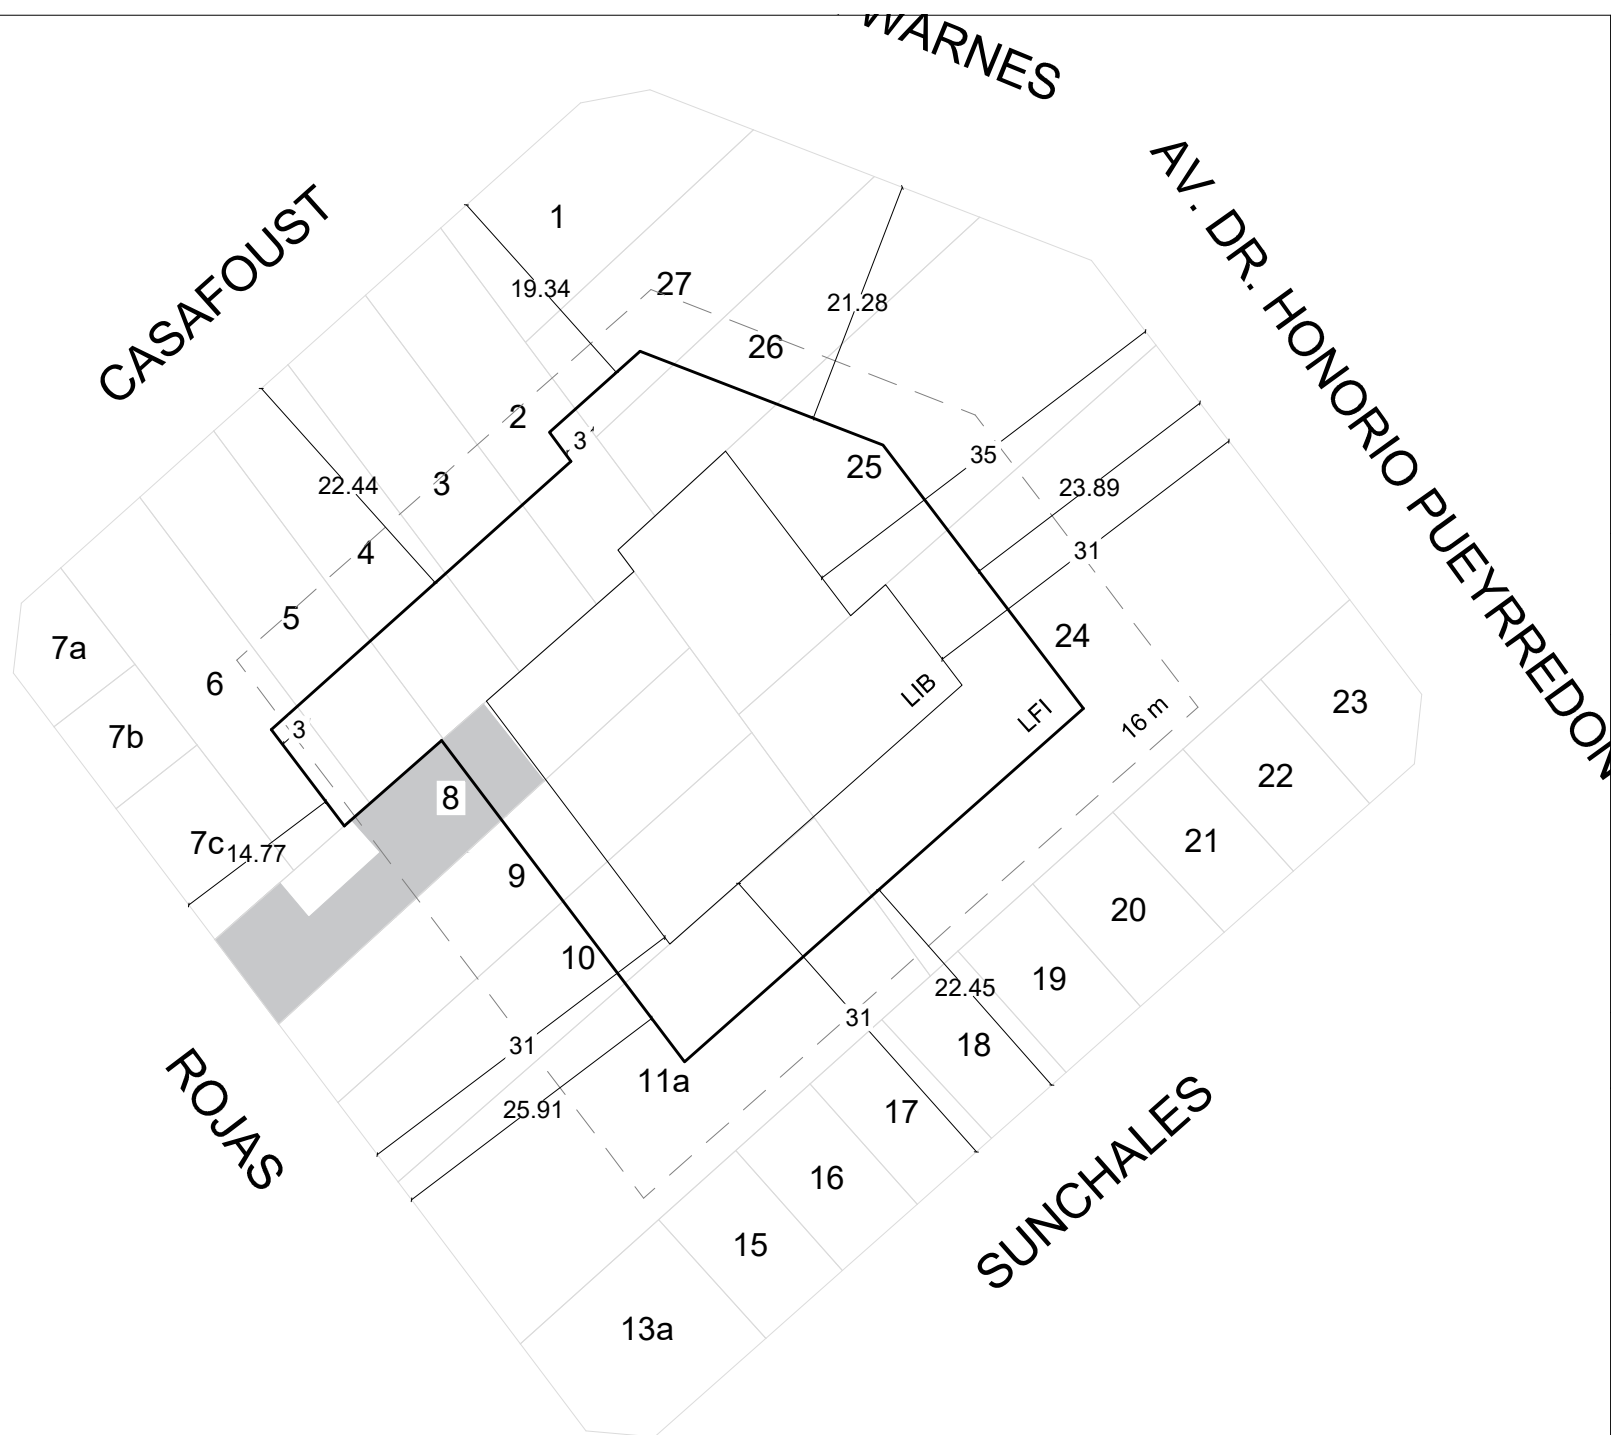 WARNES
AV. DR. HONORIO PUEYRREDON
CASAFOUST
1
19.34
27
21.28
26
2
3
35
25
3
22.44
23.89
4
31
5
24
7a
6
LIB
23
LFI
16 m
3
7b
22
8
7c
14.77
21
9
20
10
19
22.45
31
31
18
11a
25.91
17
ROJAS
16
SUNCHALES
15
13a